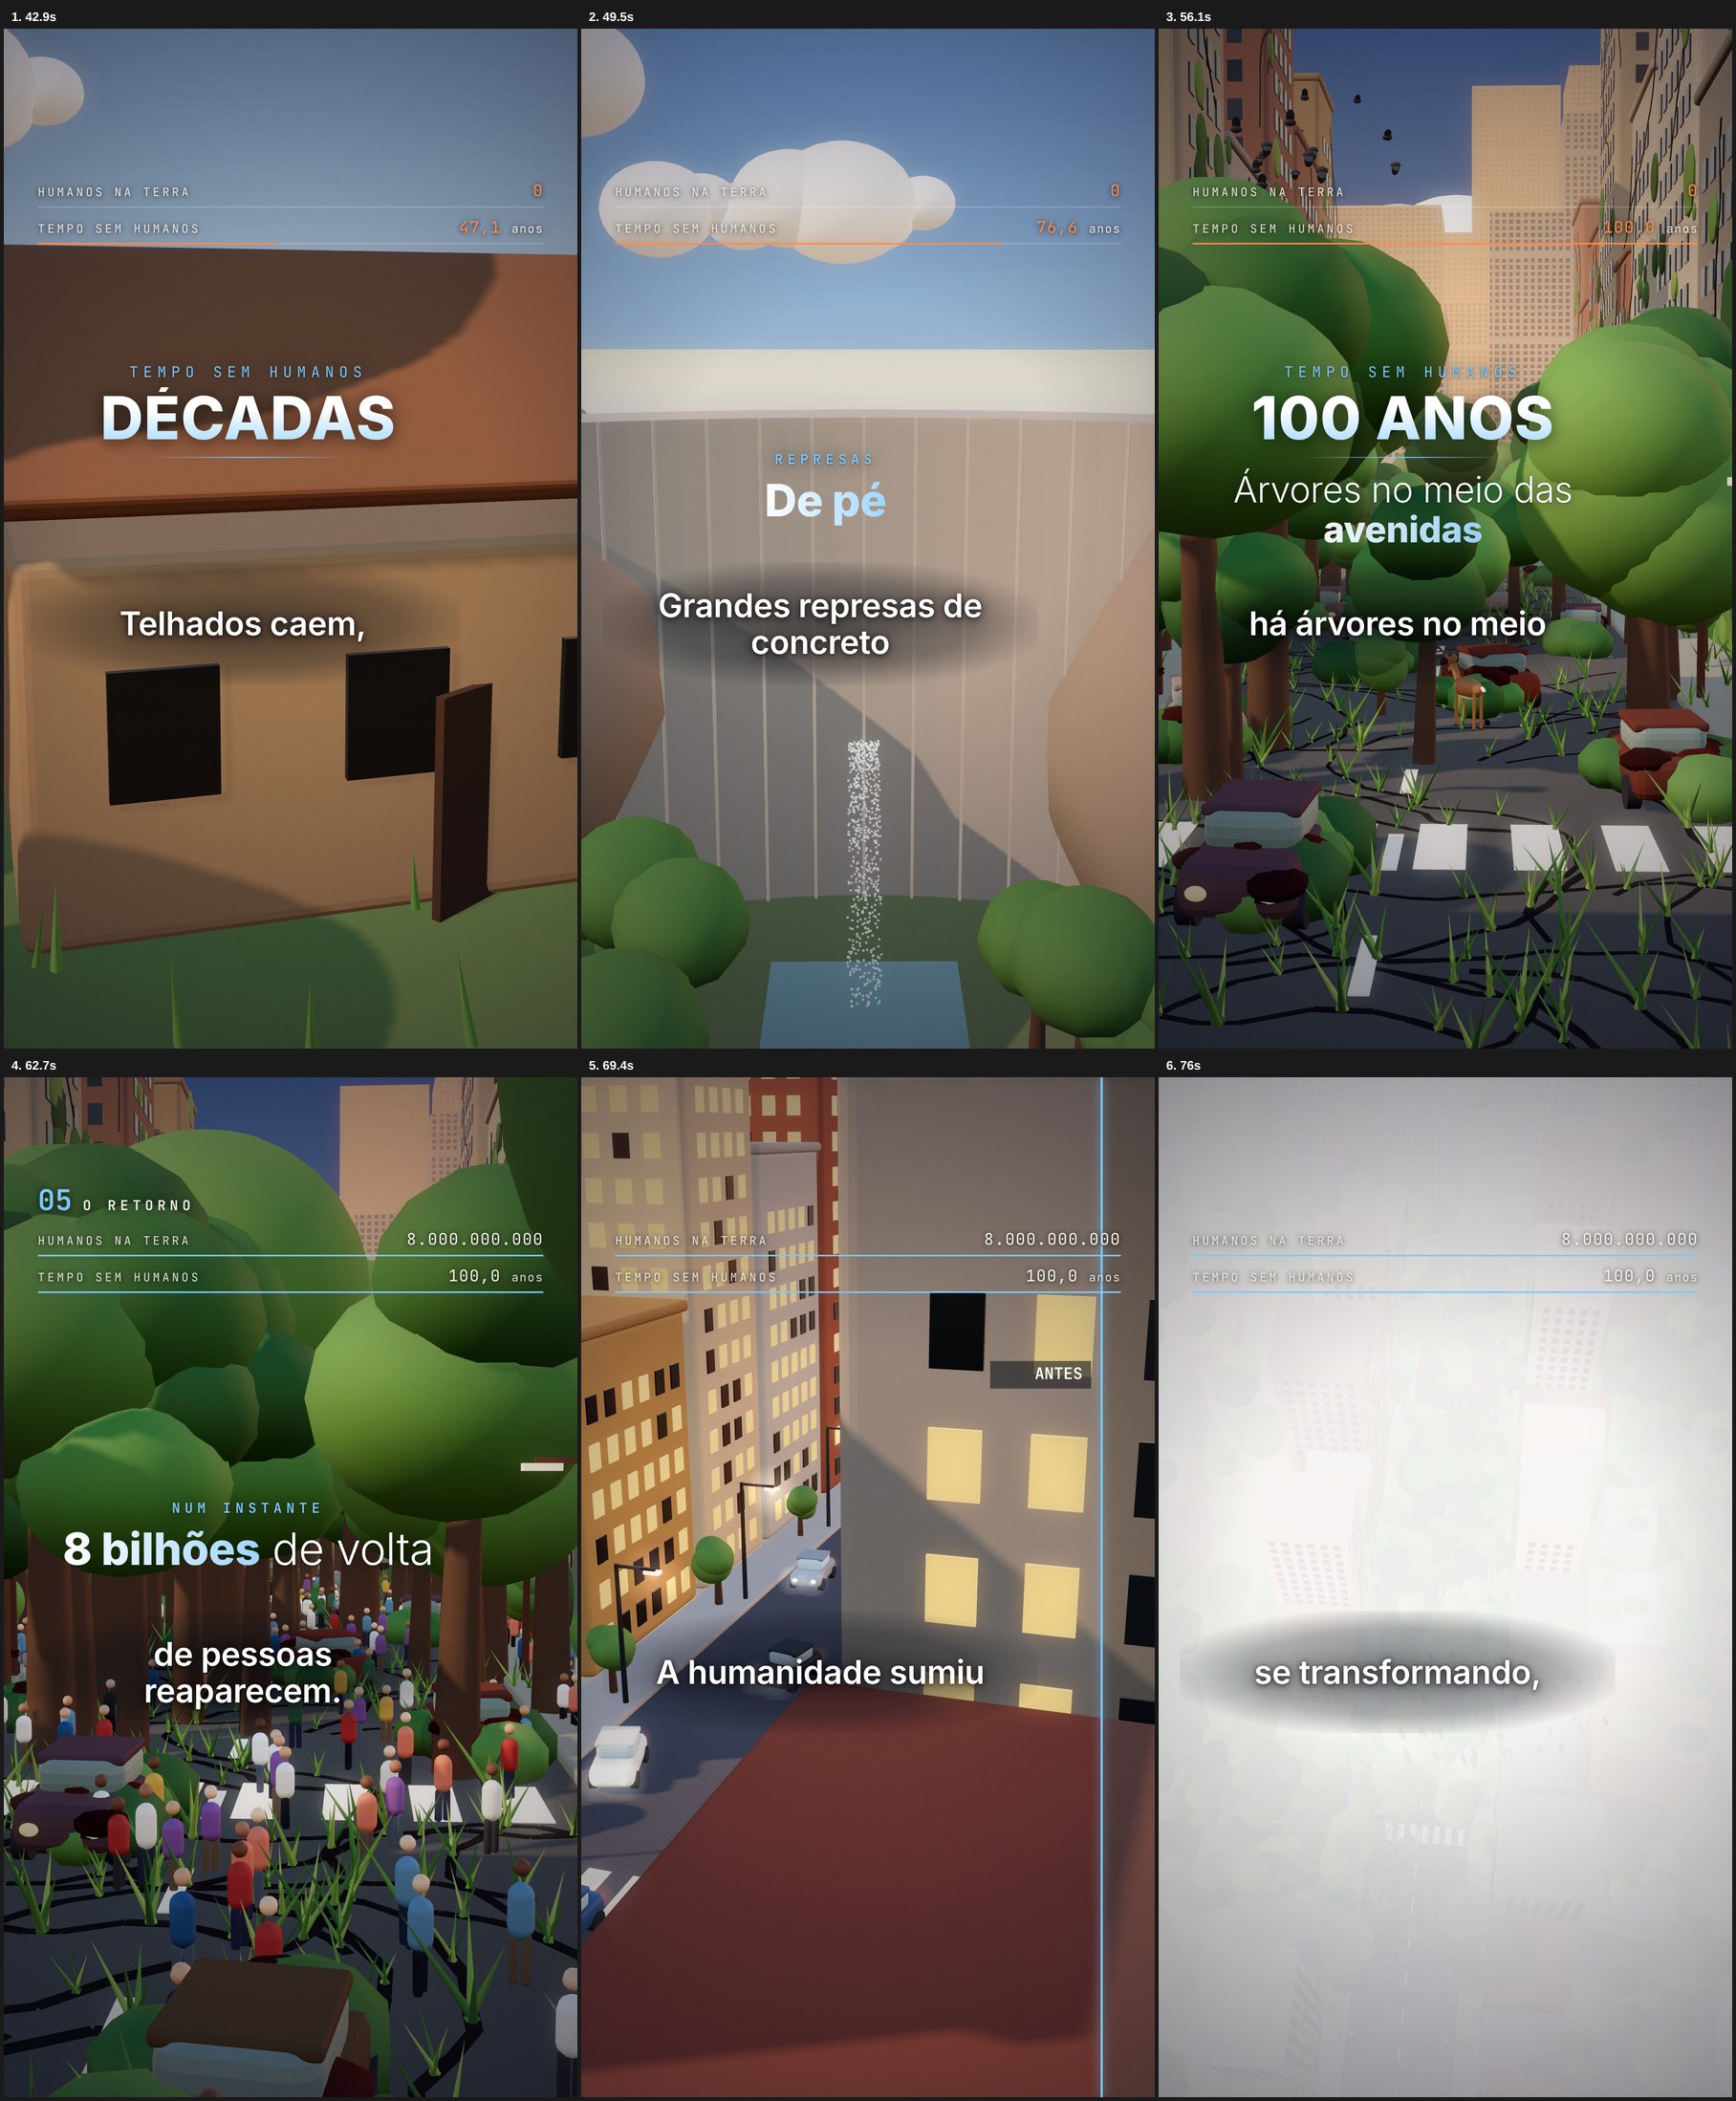 1. 42.9s
HUMANOS NA TERRA 0
TEMPO SEM HUMANOS 47,1 anos
TEMPO SEM HUMANOS
DÉCADAS
Telhados caem,
2. 49.5s
HUMANOS NA TERRA 0
TEMPO SEM HUMANOS 76,6 anos
REPRESAS
De pé
Grandes represas de
concreto
3. 56.1s
HUMANOS NA TERRA 0
TEMPO SEM HUMANOS 100,0 anos
TEMPO SEM HUMANOS
100 ANOS
Árvores no meio das
avenidas
há árvores no meio
4. 62.7s
05 O RETORNO
HUMANOS NA TERRA 8.000.000.000
TEMPO SEM HUMANOS 100,0 anos
NUM INSTANTE
8 bilhões de volta
de pessoas
reaparecem.
5. 69.4s
HUMANOS NA TERRA 8.000.000.000
TEMPO SEM HUMANOS 100,0 anos
ANTES
A humanidade sumiu
6. 76s
HUMANOS NA TERRA 8.000.000.000
TEMPO SEM HUMANOS 100,0 anos
se transformando,